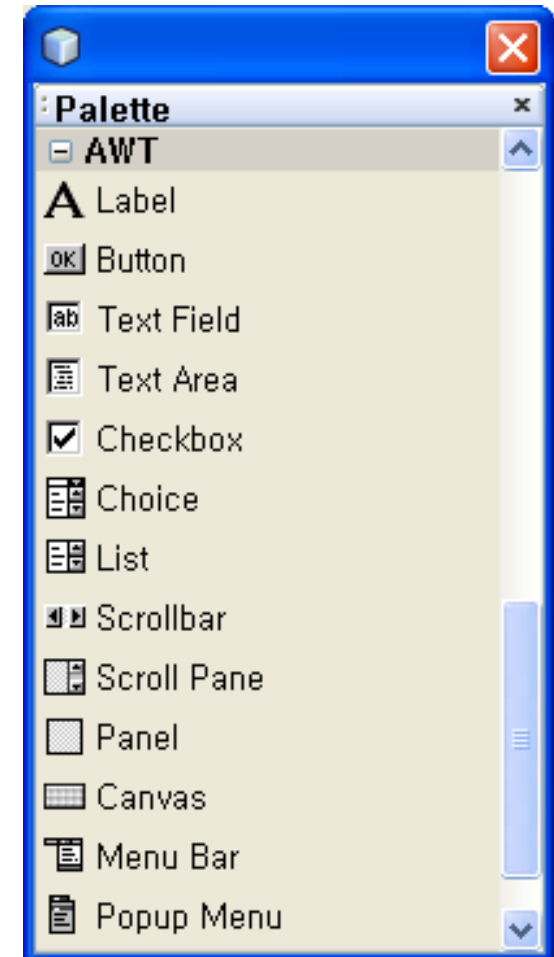 Palette
AWT
A Label
OK Button
ab Text Field
Text Area
Checkbox
Choice
List
Scrollbar
Scroll Pane
Panel
Canvas
Menu Bar
Popup Menu